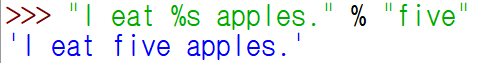 >>> "I eat %s apples." % "five"
'I eat five apples.'